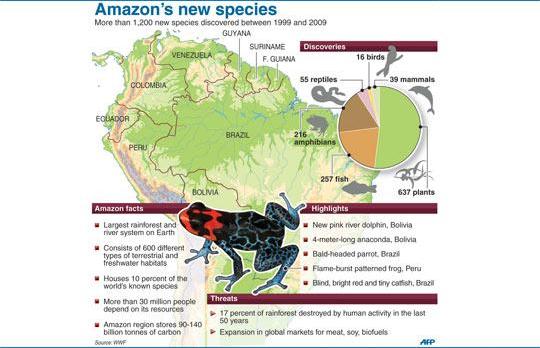 Amazon's new species
More than 1,200 new species discovered between 1999 and 2009
GUYANA
SURINAME
F. GUIANA
VENEZUELA
COLOMBIA
ECUADOR
PERU
BRAZIL
BOLIVIA
Discoveries
16 birds
55 reptiles
39 mammals
216
amphibians
257 fish
637 plants
Amazon facts
Largest rainforest and
river system on Earth
Consists of 600 different
types of terrestrial and
freshwater habitats
Houses 10 percent of the
world's known species
More than 30 million people
depend on its resources
Amazon region stores 90-140
billion tonnes of carbon
Highlights
New pink river dolphin, Bolivia
4-meter-long anaconda, Bolivia
Bald-headed parrot, Brazil
Flame-burst patterned frog, Peru
Blind, bright red and tiny catfish, Brazil
Threats
17 percent of rainforest destroyed by human activity in the last
50 years
Expansion in global markets for meat, soy, biofuels
Source: WWF
AFP